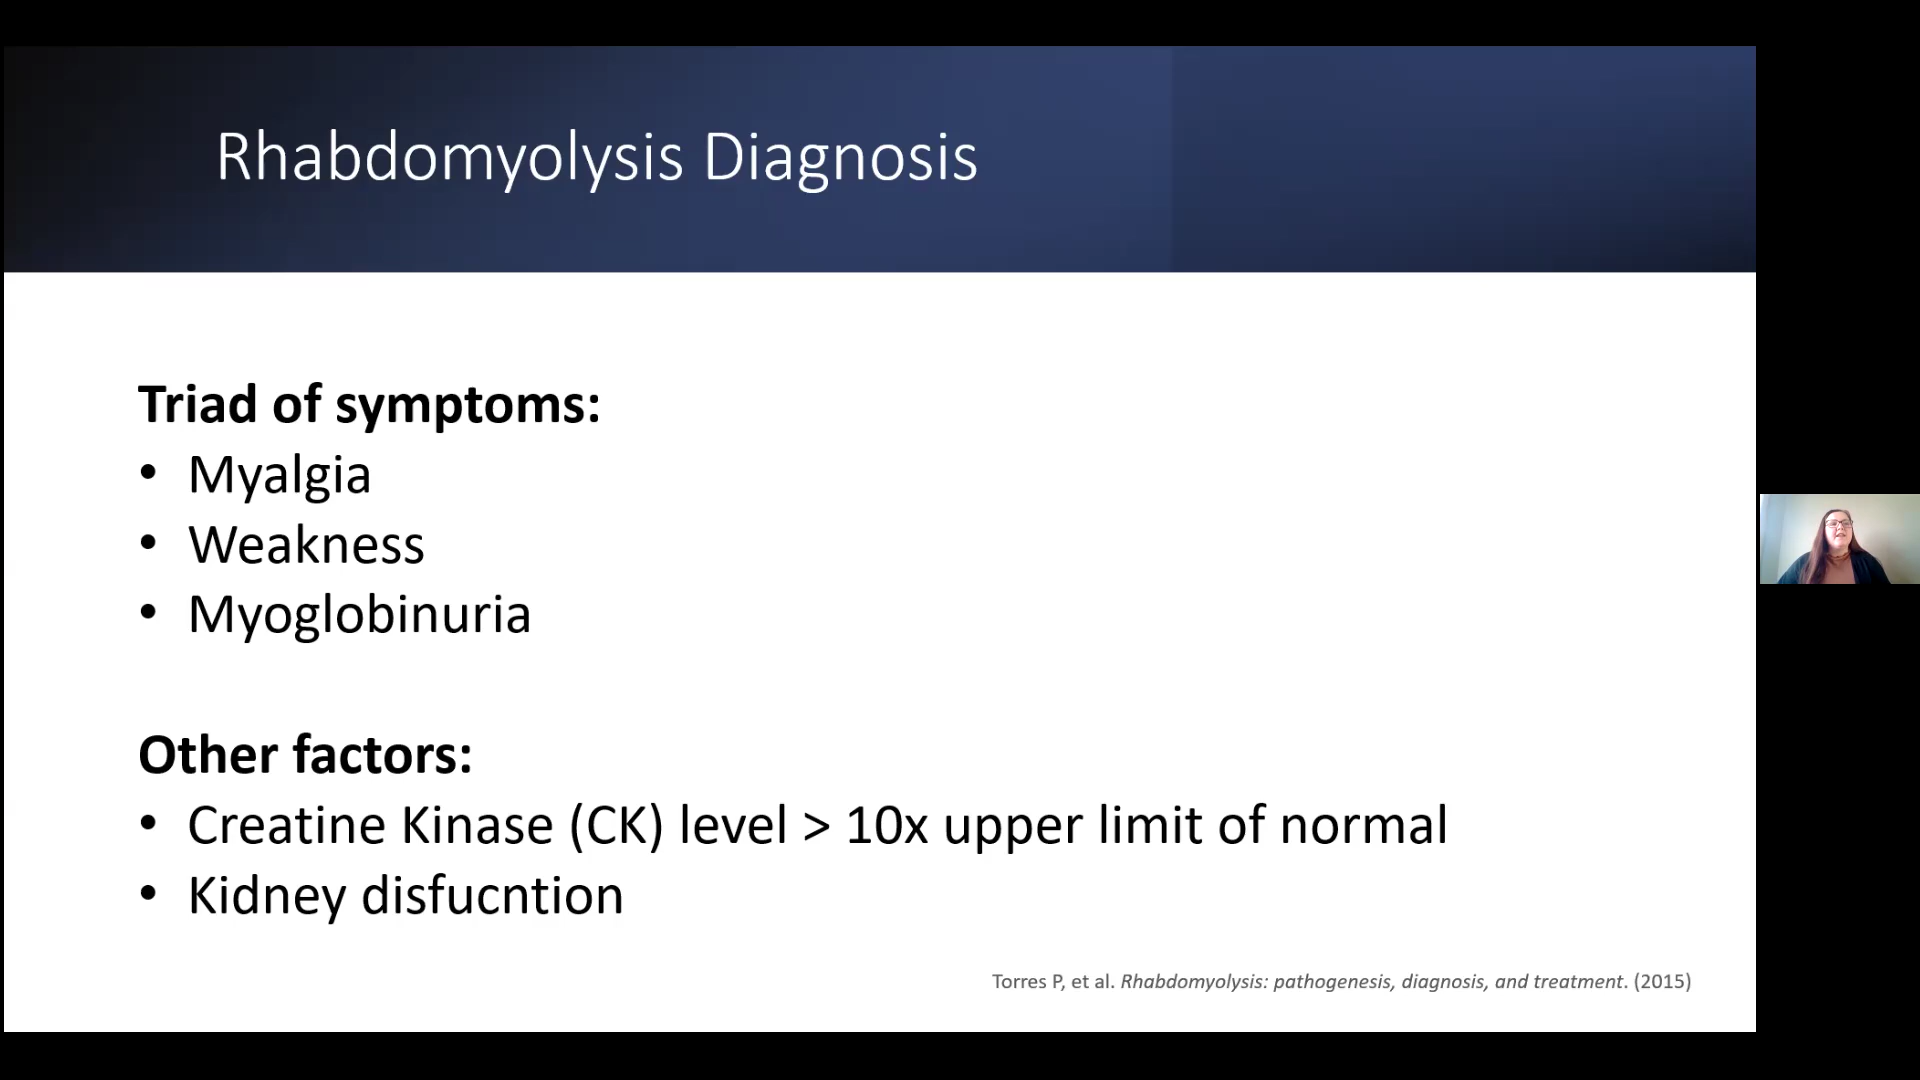 Rhabdomyolysis Diagnosis
Triad of symptoms:
• Myalgia
• Weakness
• Myoglobinuria
Other factors:
• Creatine Kinase (CK) level > 10x upper limit of normal
• Kidney disfucntion
Torres P, et al. Rhabdomyolysis: pathogenesis, diagnosis, and treatment. (2015)